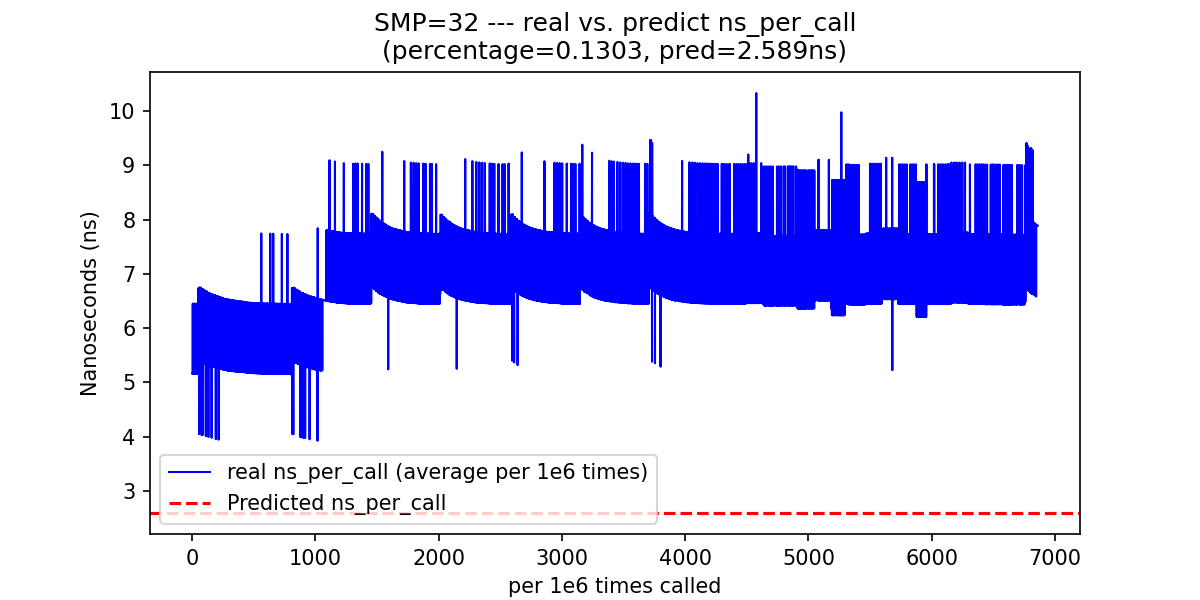 SMP=32 --- real vs. predict ns_per_call
(percentage=0.1303, pred=2.589ns)
Nanoseconds (ns)
10
9
8
7
6
5
4
3
real ns_per_call (average per 1e6 times)
Predicted ns_per_call
0 1000 2000 3000 4000 5000 6000 7000
per 1e6 times called